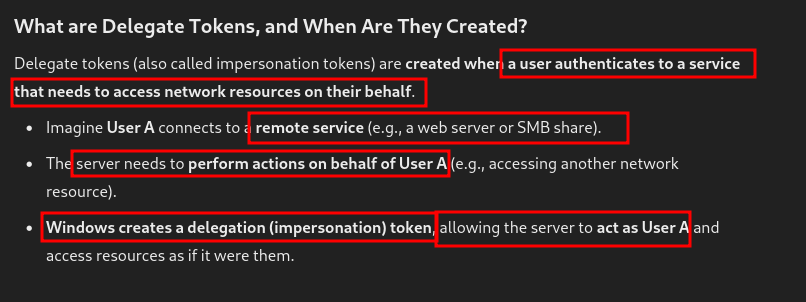 What are Delegate Tokens, and When Are They Created?
Delegate tokens (also called impersonation tokens) are created when a user authenticates to a service
that needs to access network resources on their behalf.
• Imagine User A connects to a remote service (e.g., a web server or SMB share).
• The server needs to perform actions on behalf of User A (e.g., accessing another network
resource).
• Windows creates a delegation (impersonation) token, allowing the server to act as User A and
access resources as if it were them.